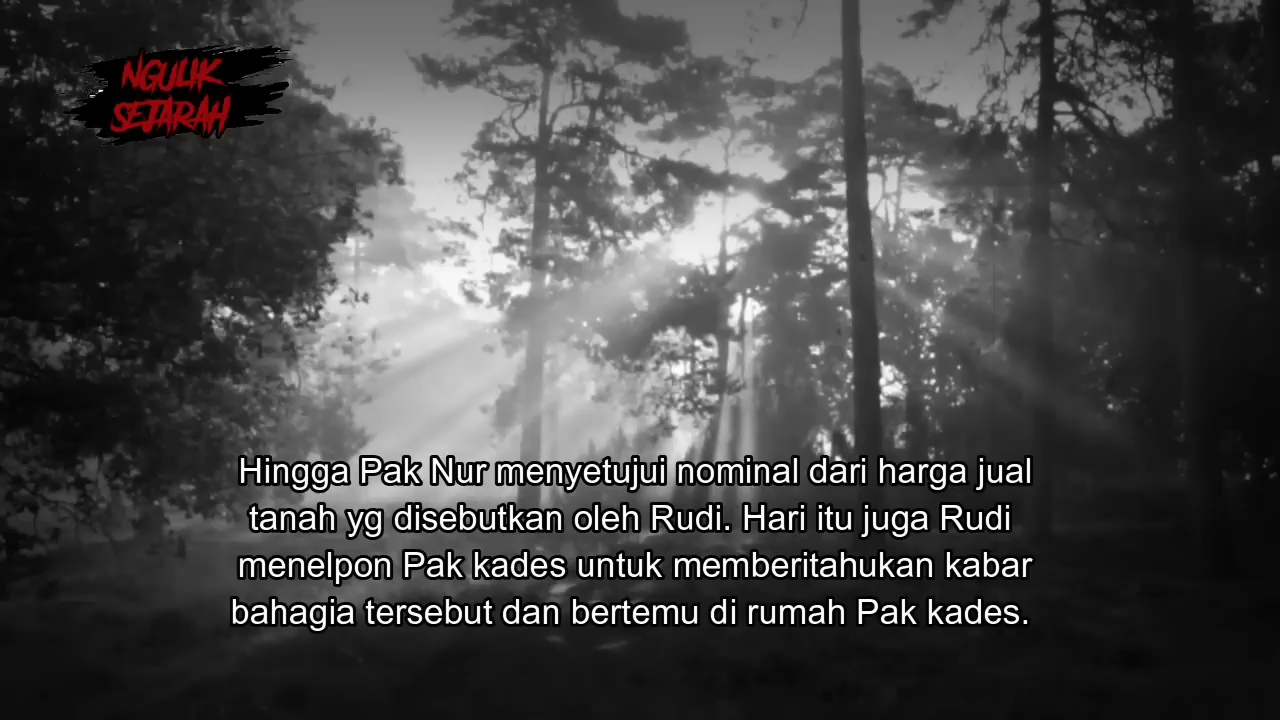 NGULIK
SEJARAH
Hingga Pak Nur menyetujui nominal dari harga jual
tanah yg disebutkan oleh Rudi. Hari itu juga Rudi
menelpon Pak kades untuk memberitahukan kabar
bahagia tersebut dan bertemu di rumah Pak kades.